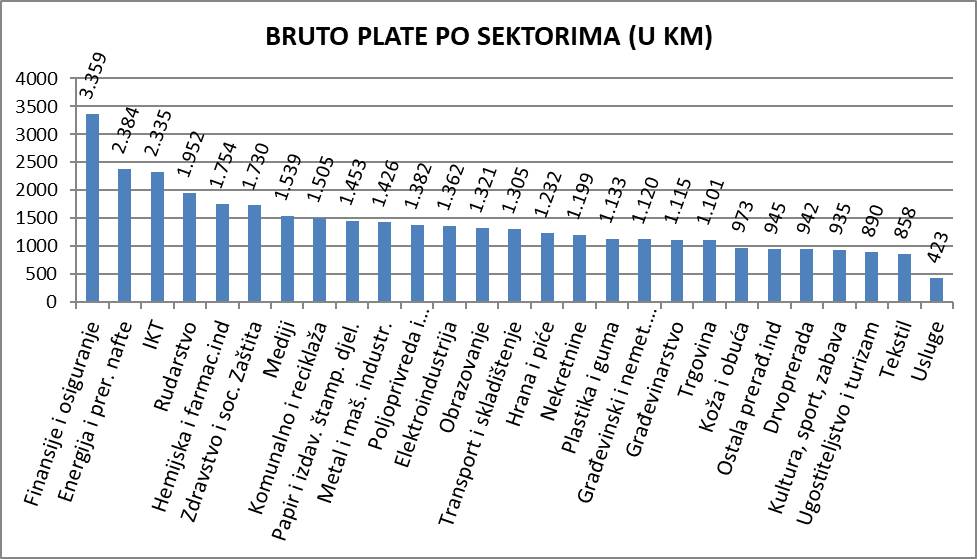 BRUTO PLATE PO SEKTORIMA (U KM)
4000
3500
3000
2500
2000
1500
1000
500
0
3.359
2.384
2.335
1.952
1.754
1.730
1.539
1.505
1.453
1.426
1.382
1.362
1.321
1.305
1.232
1.199
1.133
1.120
1.115
1.101
973
945
942
935
890
858
423
Finansije i osiguranje
Energija i prer. nafte
IKT
Rudarstvo
Hemijska i farmac.ind
Zdravstvo i soc. Zaštita
Mediji
Komunalno i reciklaža
Papir i izdav. štamp. djel.
Metal i maš. industr.
Poljoprivreda i....
Elektroindustrija
Obrazovanje
Transport i skladištenje
Hrana i piće
Nekretnine
Plastika i guma
Građevinski i nemet....
Građevinarstvo
Trgovina
Koža i obuća
Ostala prerađ.ind
Drvoprerada
Kultura, sport, zabava
Ugostiteljstvo i turizam
Tekstil
Usluge